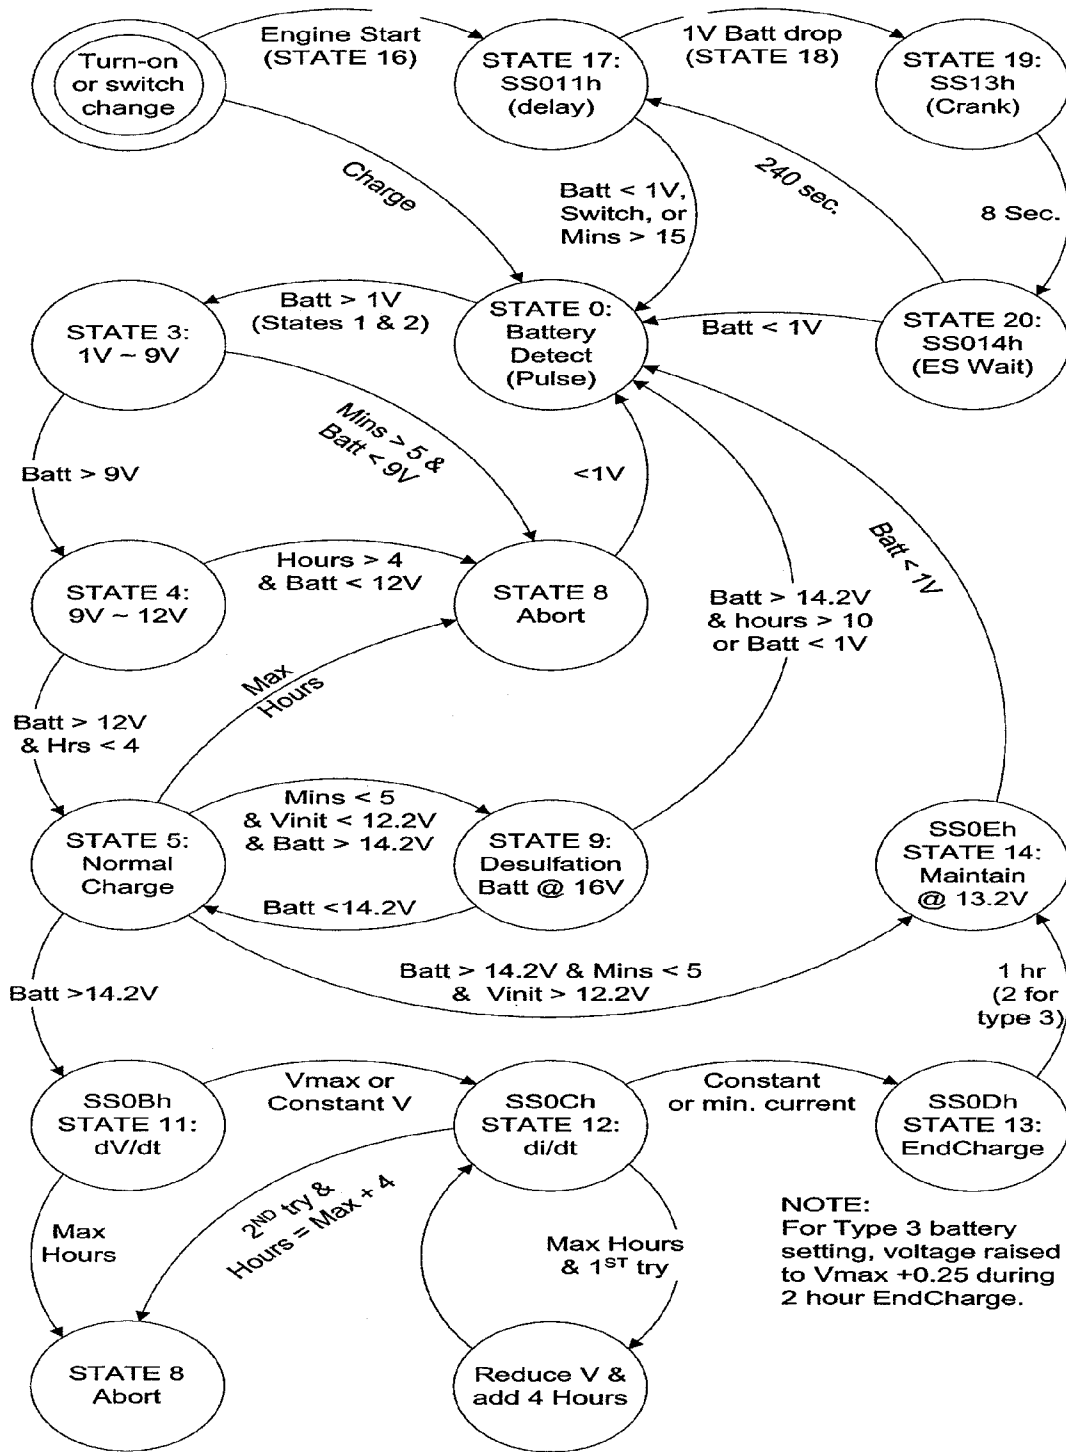 Turn-on
or switch
change
Engine Start
(STATE 16)
STATE 17:
SS011h
(delay)
1V Batt drop
(STATE 18)
STATE 19:
SS13h
(Crank)
Charge
Batt < 1V,
Switch, or
Mins > 15
240 sec.
8 Sec.
STATE 3:
1V ~ 9V
Batt > 1V
(States 1 & 2)
STATE 0:
Battery
Detect
(Pulse)
Batt < 1V
STATE 20:
SS014h
(ES Wait)
Batt > 9V
Mins > 5 &
Batt < 9V
<1V
Batt < 1V
STATE 4:
9V ~ 12V
Hours > 4
& Batt < 12V
STATE 8
Abort
Batt > 14.2V
& hours > 10
or Batt < 1V
Batt > 12V
& Hrs < 4
Max
Hours
STATE 5:
Normal
Charge
Mins < 5
& Vinit < 12.2V
& Batt > 14.2V
STATE 9:
Desulfation
Batt @ 16V
SS0Eh
STATE 14:
Maintain
@ 13.2V
Batt <14.2V
Batt >14.2V
Batt > 14.2V & Mins < 5
& Vinit > 12.2V
1 hr
(2 for
type 3)
SS0Bh
STATE 11:
dV/dt
Vmax or
Constant V
SS0Ch
STATE 12:
di/dt
Constant
or min. current
SS0Dh
STATE 13:
EndCharge
Max
Hours
2ND try &
Hours = Max + 4
Max Hours
& 1ST try
NOTE:
For Type 3 battery
setting, voltage raised
to Vmax +0.25 during
2 hour EndCharge.
STATE 8
Abort
Reduce V &
add 4 Hours